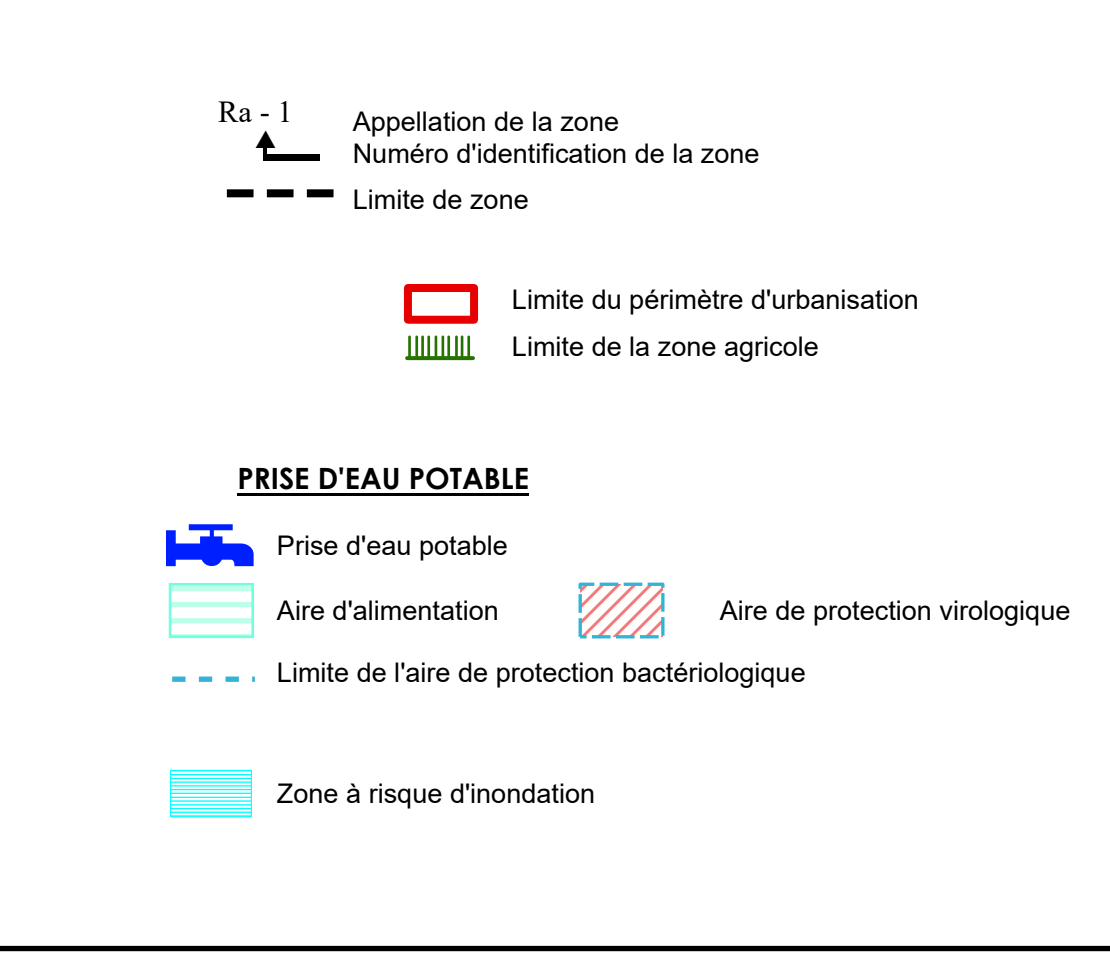 Ra - 1
Appellation de la zone
Numéro d'identification de la zone
Limite de zone
Limite du périmètre d'urbanisation
Limite de la zone agricole
PRISE D'EAU POTABLE
Prise d'eau potable
Aire d'alimentation
Aire de protection virologique
Limite de l'aire de protection bactériologique
Zone à risque d'inondation